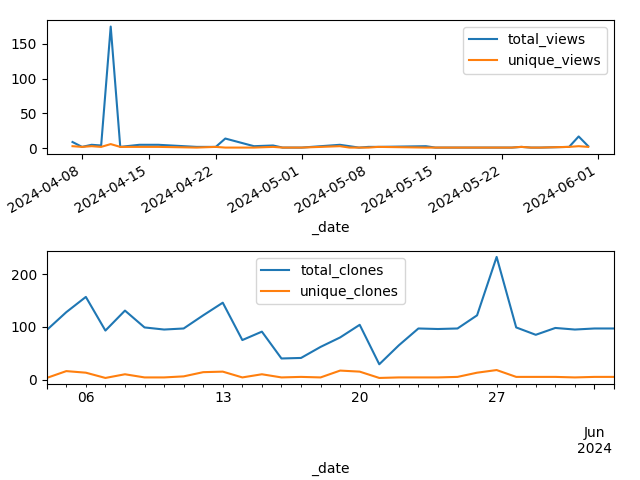 total_views
unique_views
150
100
50
0
2024-04-08
2024-04-15
2024-04-22
2024-05-01
2024-05-08
2024-05-15
2024-05-22
2024-06-01
_date
total_clones
unique_clones
200
100
0
06
13
20
27
Jun
2024
_date